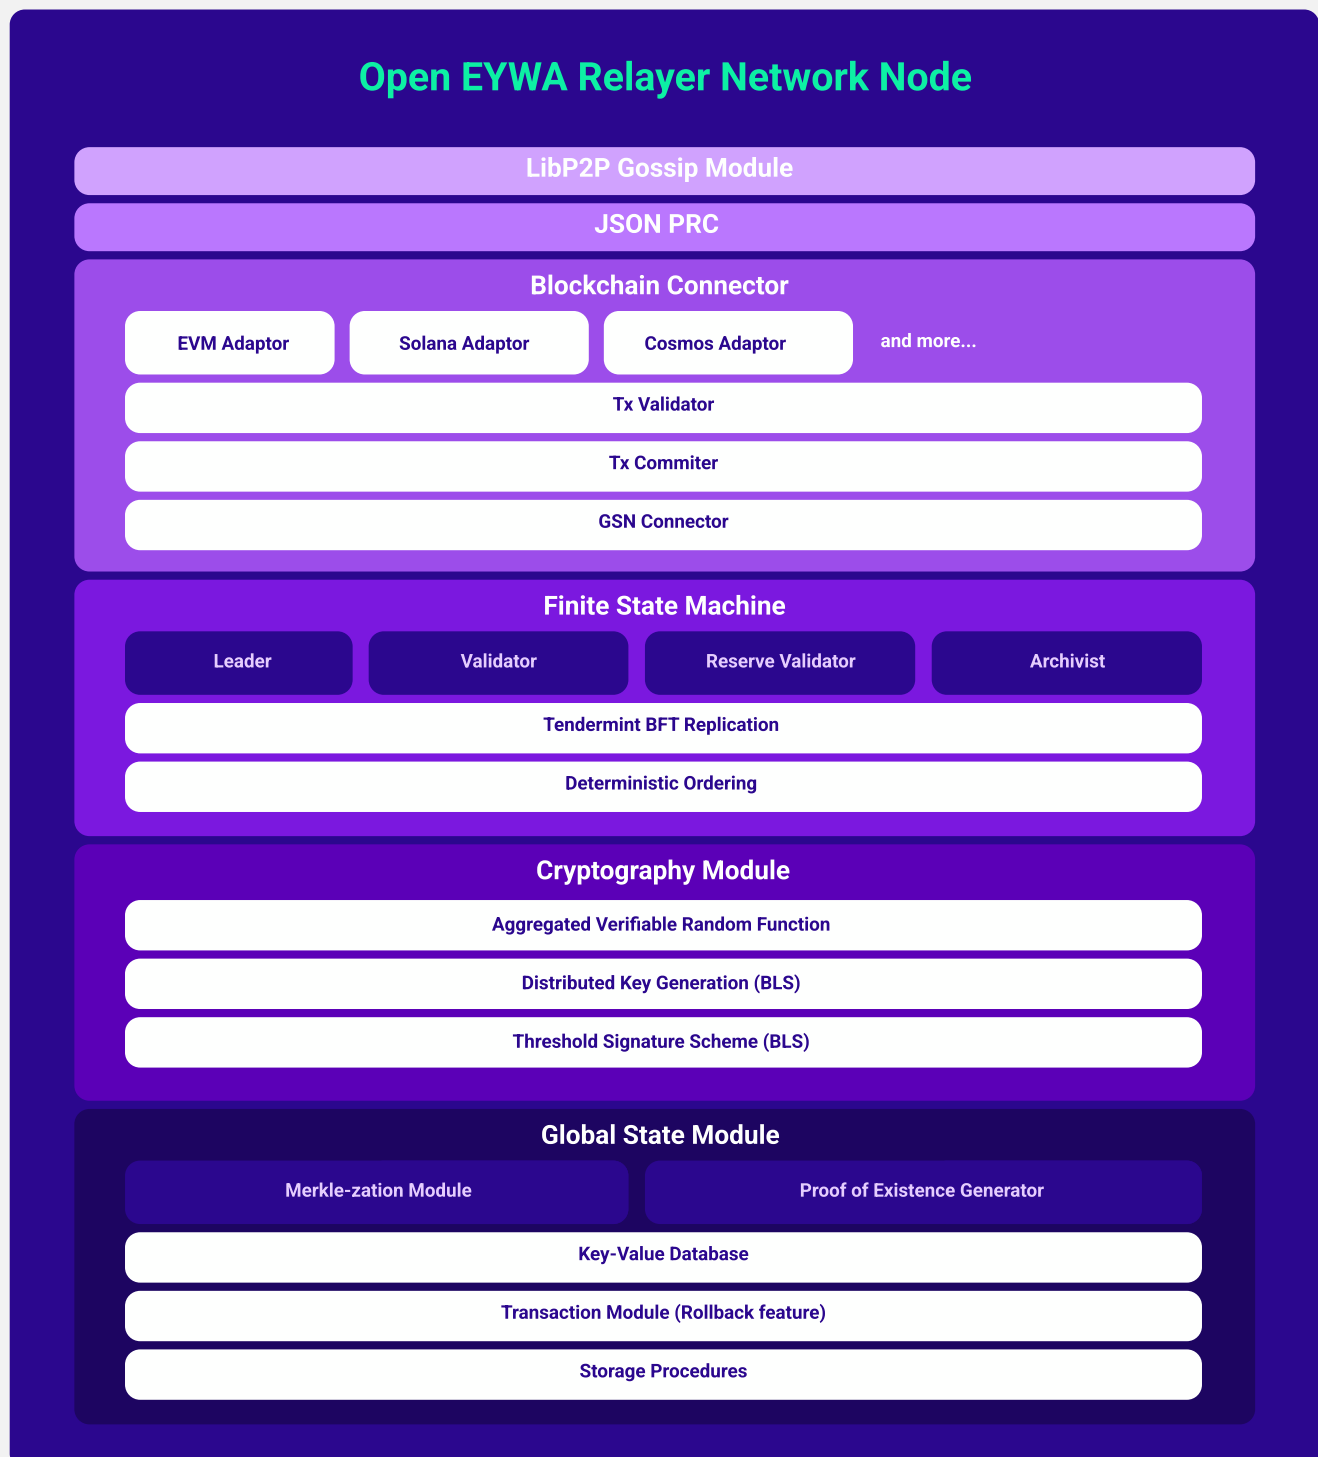 Open EYWA Relayer Network Node
LibP2P Gossip Module
JSON PRC
Blockchain Connector
EVM Adaptor
Solana Adaptor
Cosmos Adaptor
and more...
Tx Validator
Tx Commiter
GSN Connector
Finite State Machine
Leader
Validator
Reserve Validator
Archivist
Tendermint BFT Replication
Deterministic Ordering
Cryptography Module
Aggregated Verifiable Random Function
Distributed Key Generation (BLS)
Threshold Signature Scheme (BLS)
Global State Module
Merkle-zation Module
Proof of Existence Generator
Key-Value Database
Transaction Module (Rollback feature)
Storage Procedures